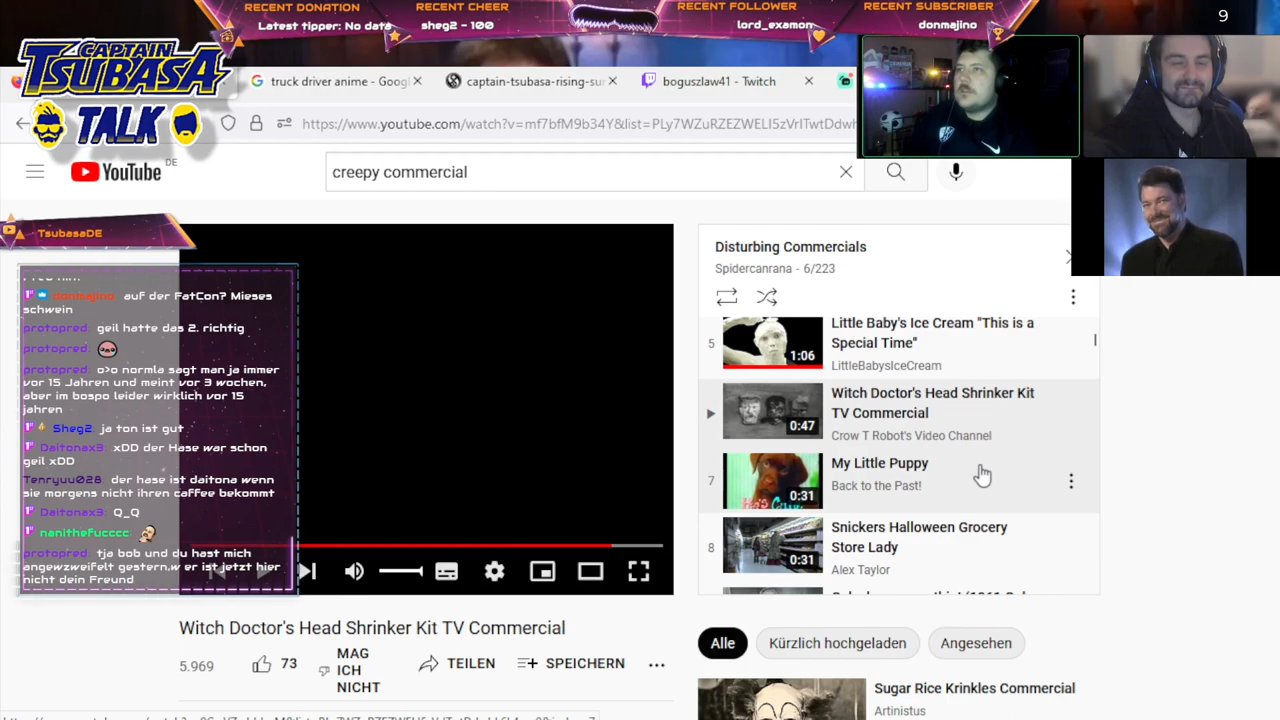 RECENT DONATION
Latest tipper: No data
RECENT CHEER
sheg2 - 100
RECENT FOLLOWER
lord_examon
RECENT SUBSCRIBER
donmajino
9
CAPTAIN
TSUBASA
TALK
truck driver anime - Goog
captain-tsubasa-rising-su
boguszlaw41 - Twitch
https://www.youtube.com/watch?v=mf7bfM9b34Y&list=PLy7WZuRZEZWELI5zVrITwtDdwh
YouTube
DE
creepy commercial
TsubasaDE
donmajino: auf der FatCon? Mieses
schwein
protopred: geil hatte das 2. richtig
protopred:
protopred: o>o normla sagt man ja immer
vor 15 Jahren und meint vor 3 wochen,
aber im bospo leider wirklich vor 15
jahren
Sheg2: ja ton ist gut
Daitonax3: xDD der Hase war schon
geil xDD
Tenryuu028: der hase ist daitona wenn
sie morgens nicht ihren caffee bekommt
Daitonax3: Q_Q
nanitheFucccc:
protopred: tja bob und du hast mich
angewzweifelt gestern,w er ist jetzt hier
nicht dein Freund
Disturbing Commercials
Spidercanrana - 6/223
5
1:06
Little Baby's Ice Cream "This is a
Special Time"
LittleBabysIceCream
0:47
Witch Doctor's Head Shrinker Kit
TV Commercial
Crow T Robot's Video Channel
7
0:31
My Little Puppy
Back to the Past!
8
0:31
Snickers Halloween Grocery
Store Lady
Alex Taylor
Witch Doctor's Head Shrinker Kit TV Commercial
5.969
73
MAG
ICH
NICHT
TEILEN
SPEICHERN
Alle
Kürzlich hochgeladen
Angesehen
Sugar Rice Krinkles Commercial
Artinistus